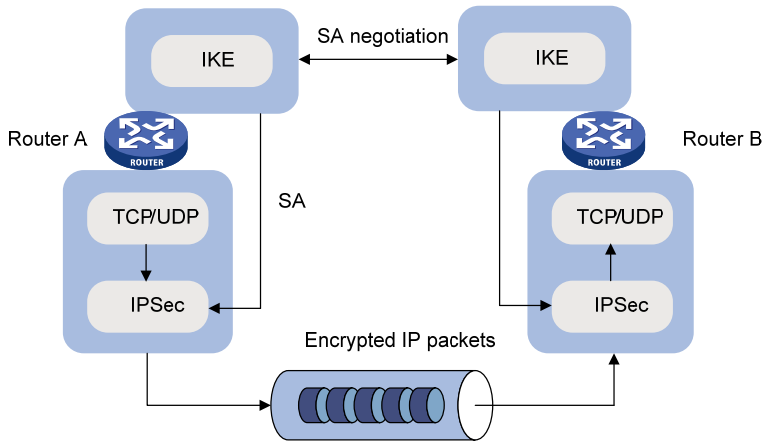 SA negotiation
IKE
IKE
Router A
ROUTER
ROUTER
Router B
TCP/UDP
SA
TCP/UDP
IPSec
IPSec
Encrypted IP packets